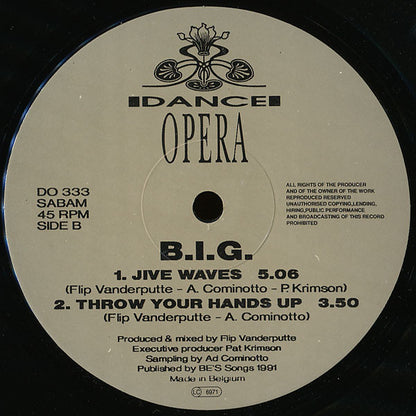 DANCE
OPERA
DO 333
SABAM
45 RPM
SIDE B
ALL RIGHTS OF THE PRODUCER
AND OF THE OWNER OF THE WORK
REPRODUCED RESERVED
UNAUTHORISED COPYING,LENDING,
HIRING,PUBLIC PERFORMANCE
AND BROADCASTING OF THIS RECORD
PROHIBITED
B.I.G.
1. JIVE WAVES 5.06
(Flip Vanderputte - A. Cominotto - P. Krimson)
2. THROW YOUR HANDS UP 3.50
(Flip Vanderputte - A. Cominotto)
Produced & mixed by Flip Vanderputte
Executive producer Pat Krimson
Sampling by Ad Cominotto
Published by BE'S Songs 1991
Made in Belgium
LC 6971